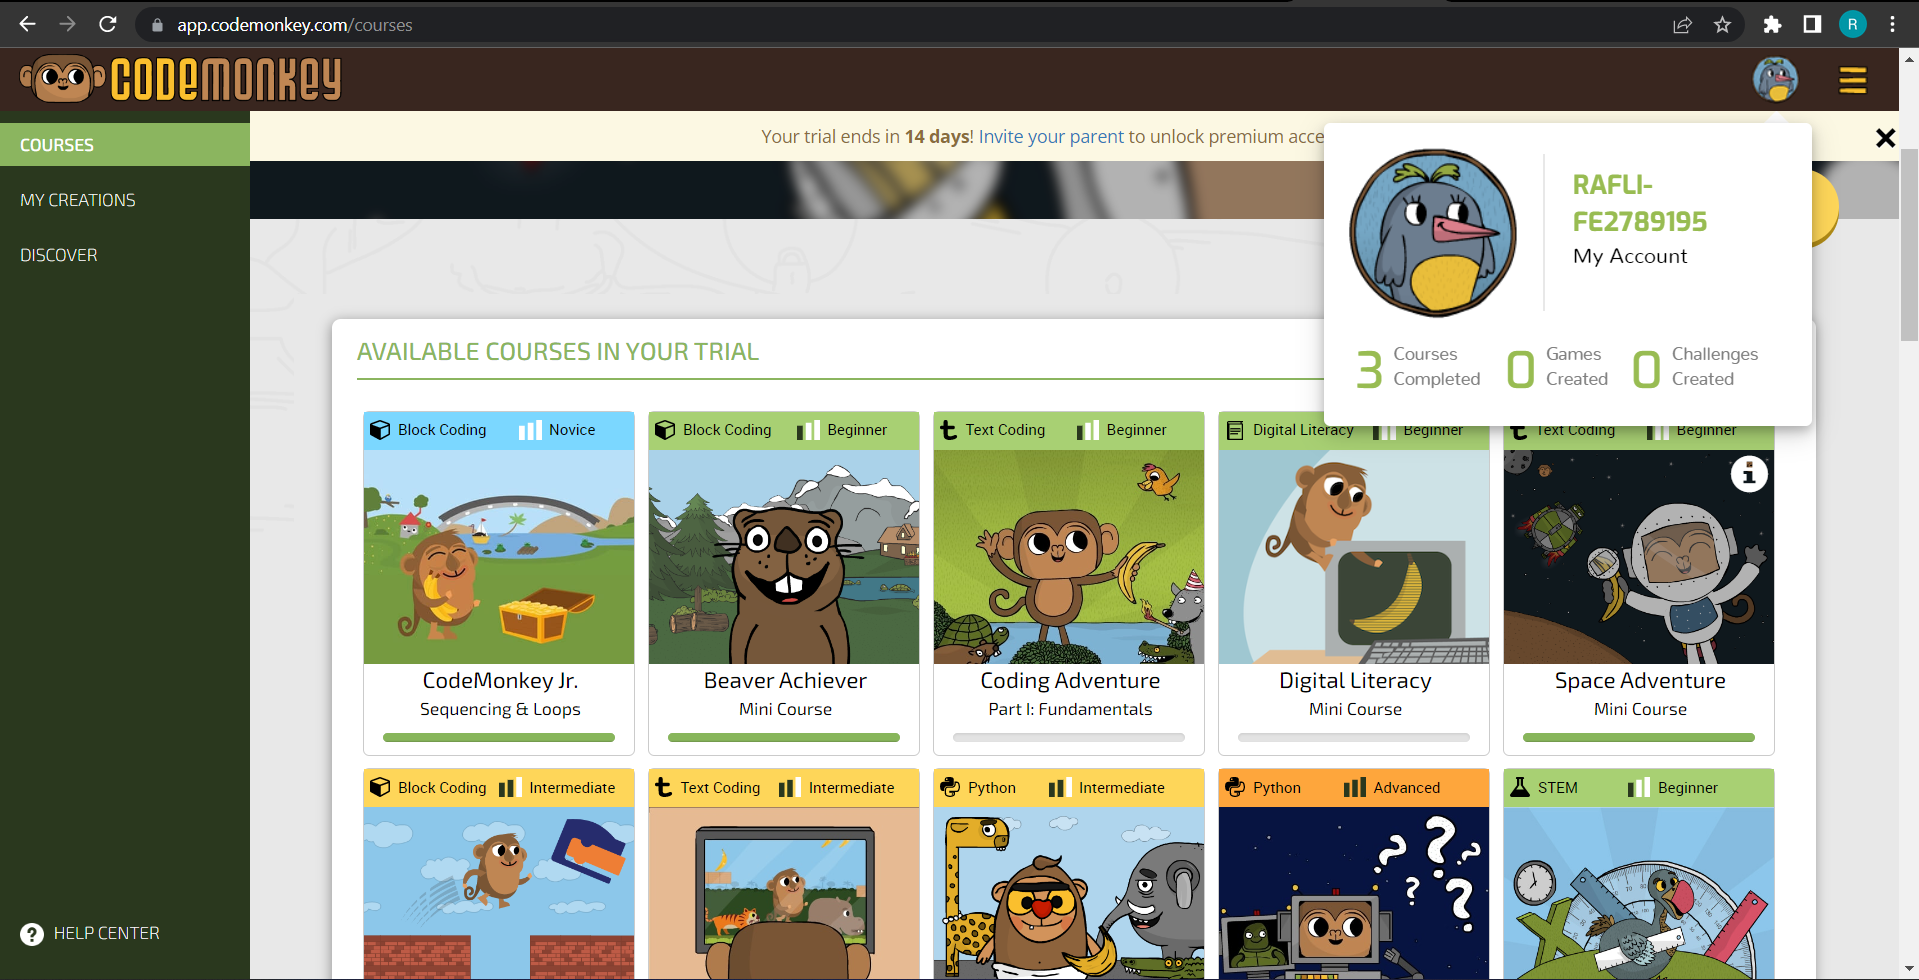 app.codemonkey.com/courses
R
CODEMONKEY
COURSES
MY CREATIONS
DISCOVER
HELP CENTER
Your trial ends in 14 days! Invite your parent to unlock premium acce
RAFLI-
FE2789195
My Account
3 Courses Completed
0 Games Created
0 Challenges Created
AVAILABLE COURSES IN YOUR TRIAL
Block Coding Novice
CodeMonkey Jr.
Sequencing & Loops
Block Coding Beginner
Beaver Achiever
Mini Course
Text Coding Beginner
Coding Adventure
Part I: Fundamentals
Digital Literacy Beginner
Digital Literacy
Mini Course
Text Coding Beginner
Space Adventure
Mini Course
Block Coding Intermediate
Text Coding Intermediate
Python Intermediate
Python Advanced
STEM Beginner